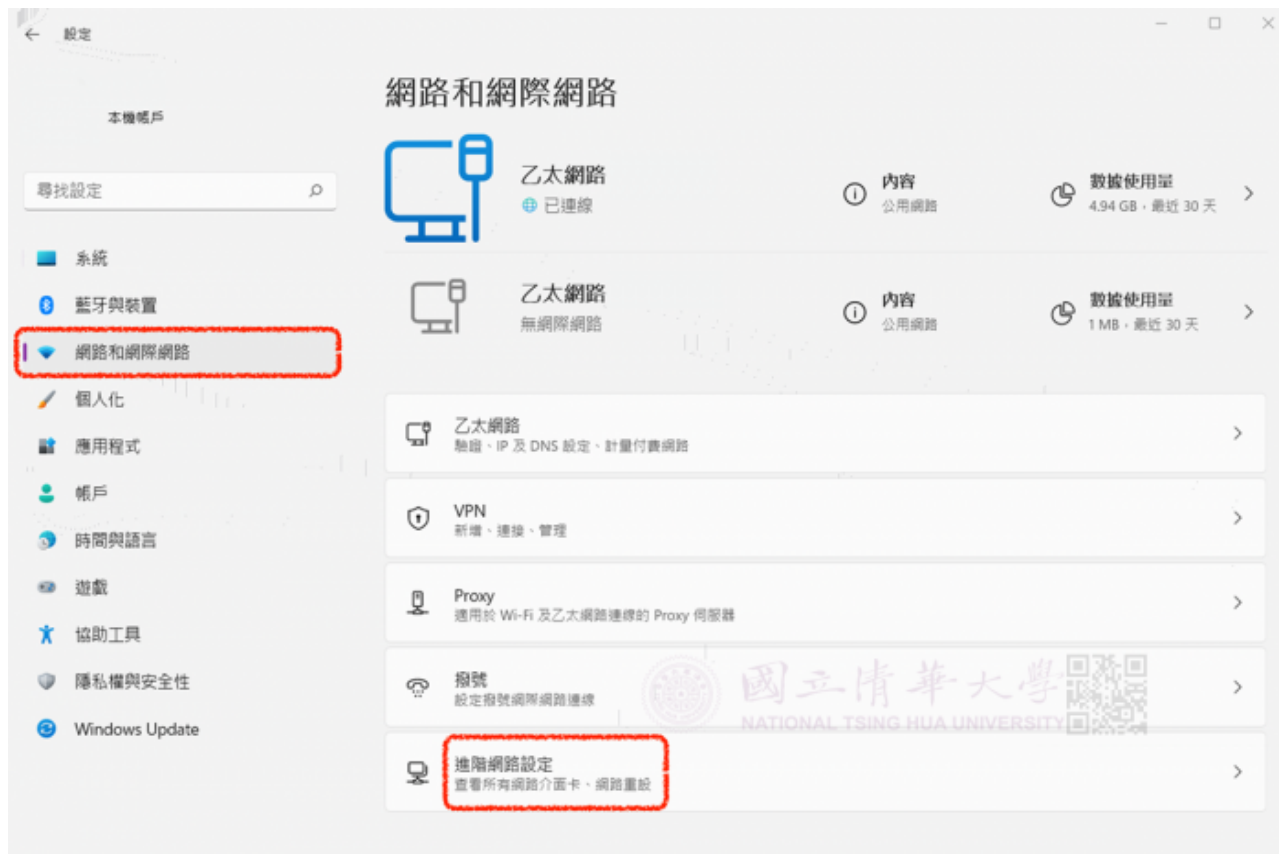 設定
本機帳戶
尋找設定
系統
藍牙與裝置
網路和網際網路
個人化
應用程式
帳戶
時間與語言
遊戲
協助工具
隱私權與安全性
Windows Update
網路和網際網路
乙太網路
已連線
內容
公用網路
數據使用量
4.94 GB，最近 30 天
乙太網路
無網際網路
內容
公用網路
數據使用量
1 MB，最近 30 天
乙太網路
驗證、IP 及 DNS 設定、計量付費網路
VPN
新增、連接、管理
Proxy
適用於 Wi-Fi 及乙太網路連線的 Proxy 伺服器
撥號
設定撥號網際網路連線
國立清華大學
NATIONAL TSING HUA UNIVERSITY
進階網路設定
查看所有網路介面卡、網路重設